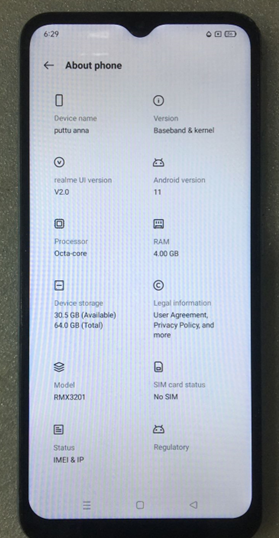 6:29
About phone
Device name
puttu anna
Version
Baseband & kernel
realme UI version
V2.0
Android version
11
Processor
Octa-core
RAM
4.00 GB
Device storage
30.5 GB (Available)
64.0 GB (Total)
Legal information
User Agreement,
Privacy Policy, and
more
Model
RMX3201
SIM card status
No SIM
Status
IMEI & IP
Regulatory